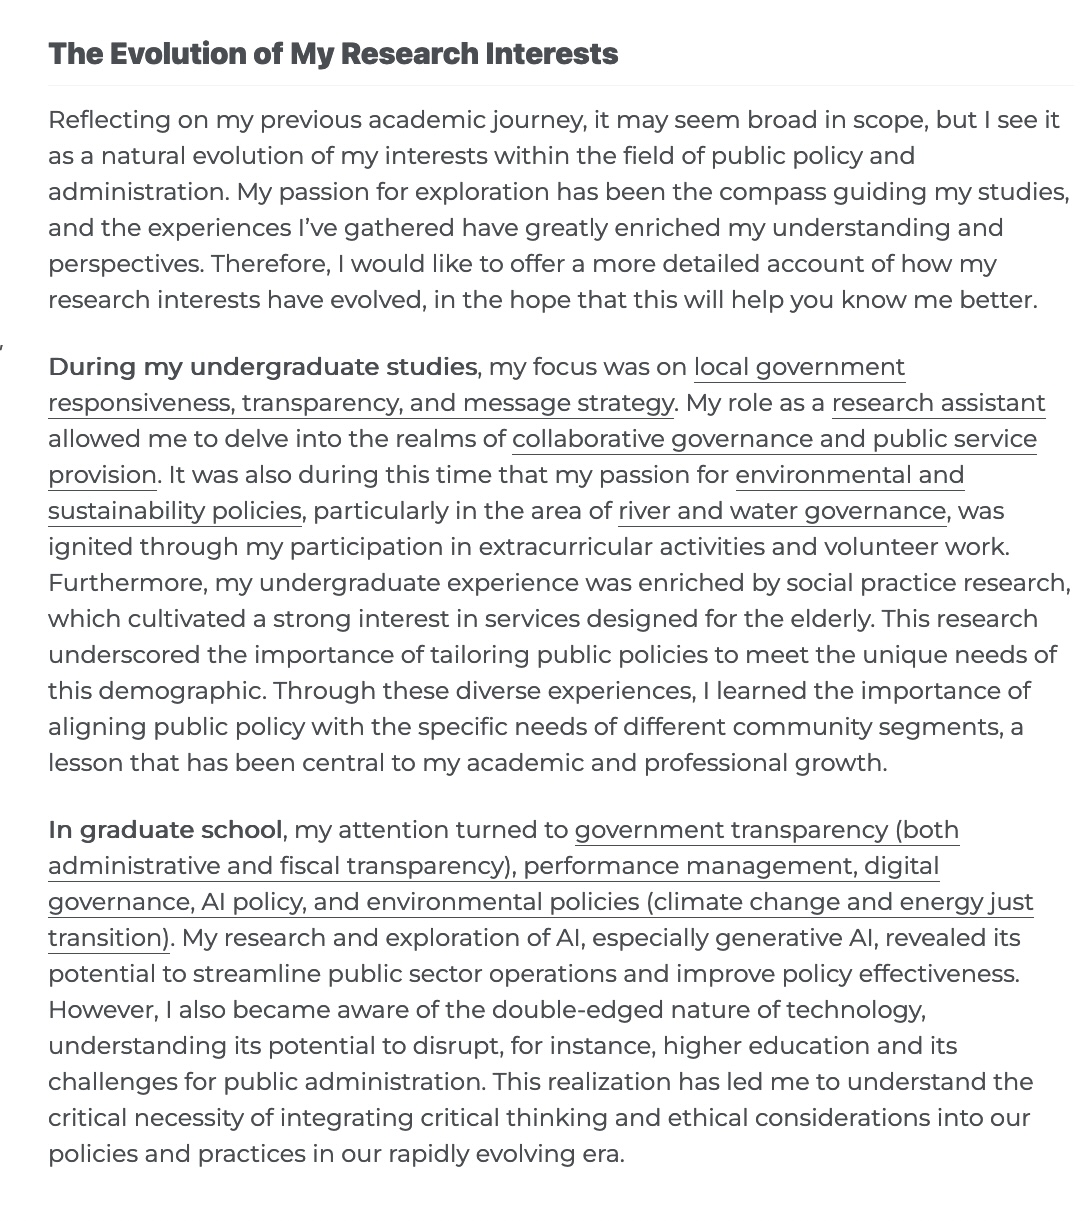 The Evolution of My Research Interests
Reflecting on my previous academic journey, it may seem broad in scope, but I see it
as a natural evolution of my interests within the field of public policy and
administration. My passion for exploration has been the compass guiding my studies,
and the experiences I’ve gathered have greatly enriched my understanding and
perspectives. Therefore, I would like to offer a more detailed account of how my
research interests have evolved, in the hope that this will help you know me better.
During my undergraduate studies, my focus was on local government
responsiveness, transparency, and message strategy. My role as a research assistant
allowed me to delve into the realms of collaborative governance and public service
provision. It was also during this time that my passion for environmental and
sustainability policies, particularly in the area of river and water governance, was
ignited through my participation in extracurricular activities and volunteer work.
Furthermore, my undergraduate experience was enriched by social practice research,
which cultivated a strong interest in services designed for the elderly. This research
underscored the importance of tailoring public policies to meet the unique needs of
this demographic. Through these diverse experiences, I learned the importance of
aligning public policy with the specific needs of different community segments, a
lesson that has been central to my academic and professional growth.
In graduate school, my attention turned to government transparency (both
administrative and fiscal transparency), performance management, digital
governance, AI policy, and environmental policies (climate change and energy just
transition). My research and exploration of AI, especially generative AI, revealed its
potential to streamline public sector operations and improve policy effectiveness.
However, I also became aware of the double-edged nature of technology,
understanding its potential to disrupt, for instance, higher education and its
challenges for public administration. This realization has led me to understand the
critical necessity of integrating critical thinking and ethical considerations into our
policies and practices in our rapidly evolving era.